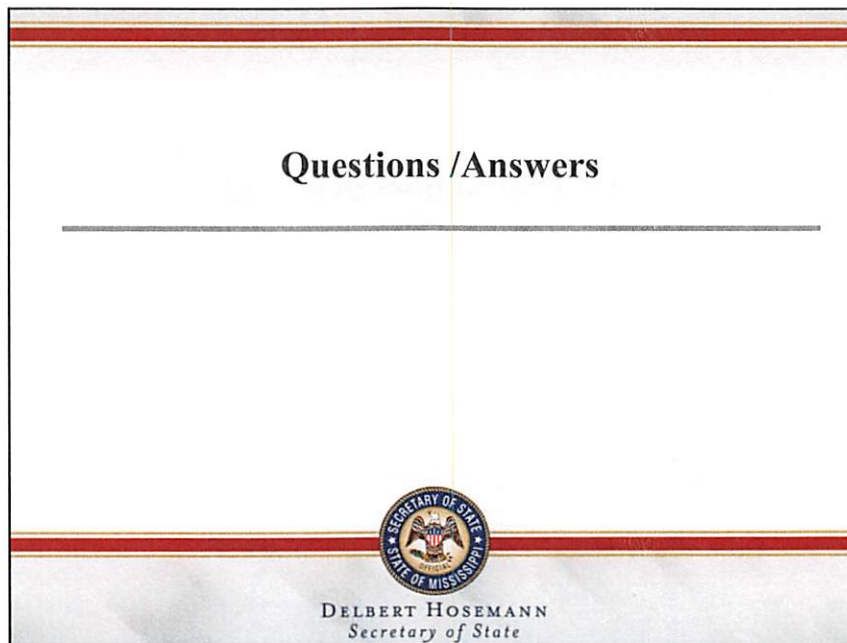 Questions /Answers
SECRETARY OF STATE
OFFICIAL
STATE OF MISSISSIPPI
DELBERT HOSEMANN
Secretary of State